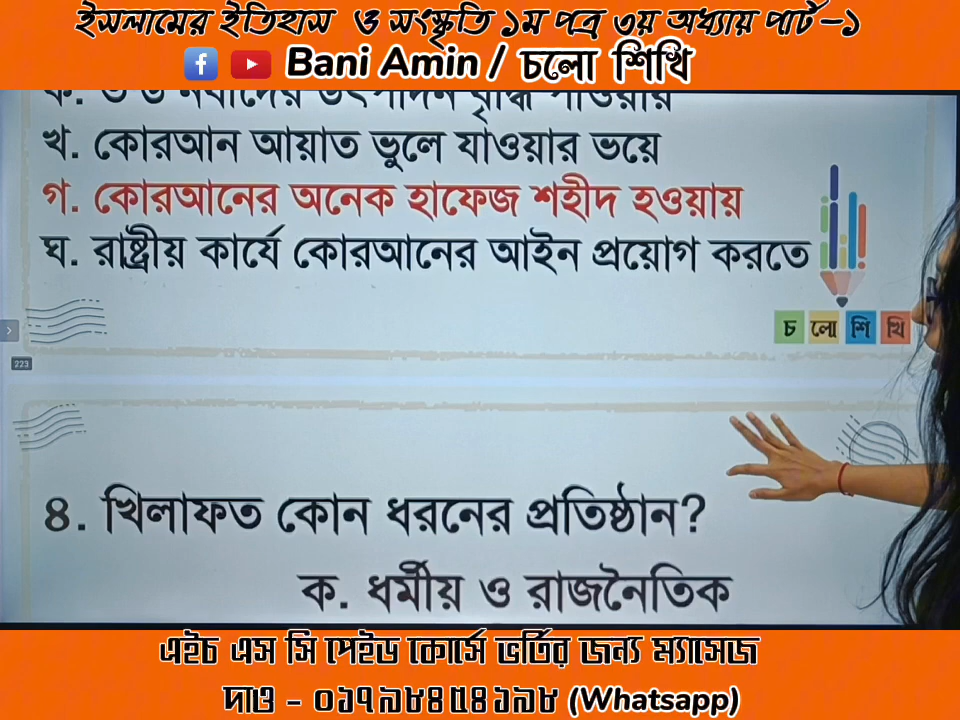 ইসলামের ইতিহাস ও সংস্কৃতি ১ম পত্র ৩য় অধ্যায় পার্ট -১
Bani Amin / চলো শিখি
খ. কোরআন আয়াত ভুলে যাওয়ার ভয়ে
গ. কোরআনের অনেক হাফেজ শহীদ হওয়ায়
ঘ. রাষ্ট্রীয় কার্যে কোরআনের আইন প্রয়োগ করতে
চ লো শি খি
223
৪. খিলাফত কোন ধরনের প্রতিষ্ঠান?
ক. ধর্মীয় ও রাজনৈতিক
এইচ এস সি পেইড কোর্সে ভর্তির জন্য ম্যাসেজ
দাও - ০১৭৯৮৪৫৪১৯৮ (Whatsapp)